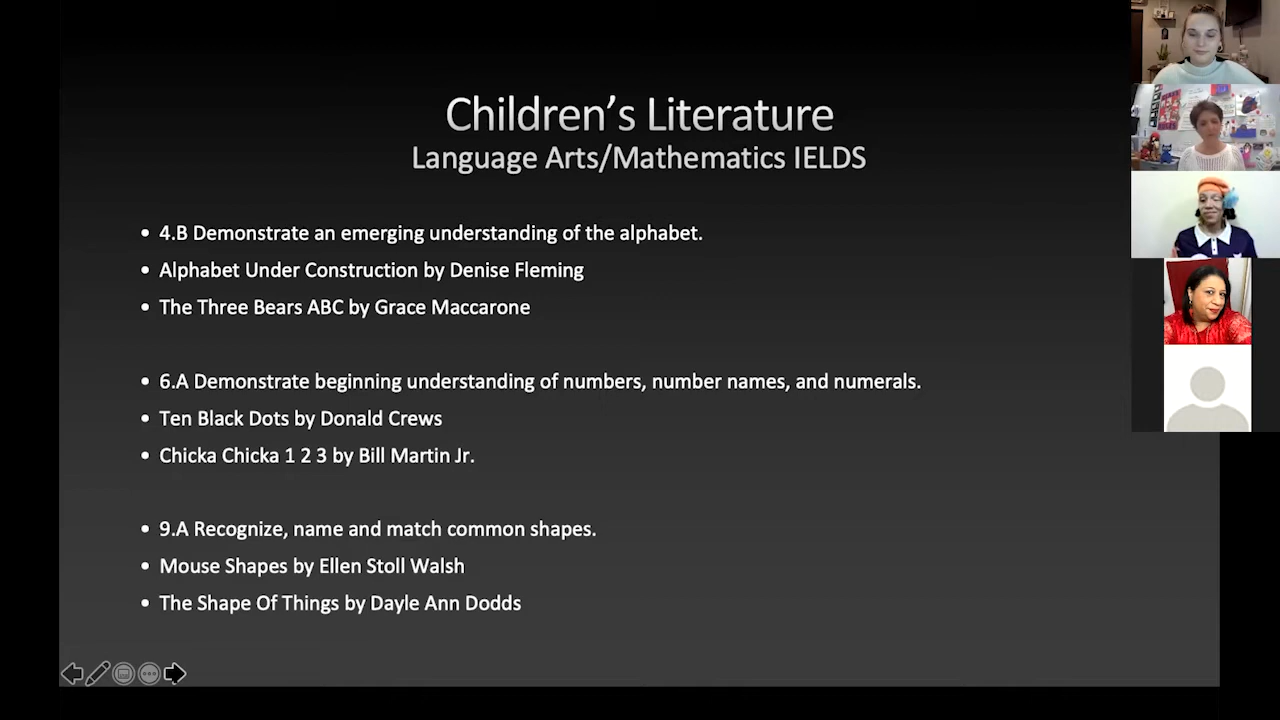 Children's Literature
Language Arts/Mathematics IELDS
• 4.B Demonstrate an emerging understanding of the alphabet.
• Alphabet Under Construction by Denise Fleming
• The Three Bears ABC by Grace Maccarone
• 6.A Demonstrate beginning understanding of numbers, number names, and numerals.
• Ten Black Dots by Donald Crews
• Chicka Chicka 1 2 3 by Bill Martin Jr.
• 9.A Recognize, name and match common shapes.
• Mouse Shapes by Ellen Stoll Walsh
• The Shape Of Things by Dayle Ann Dodds